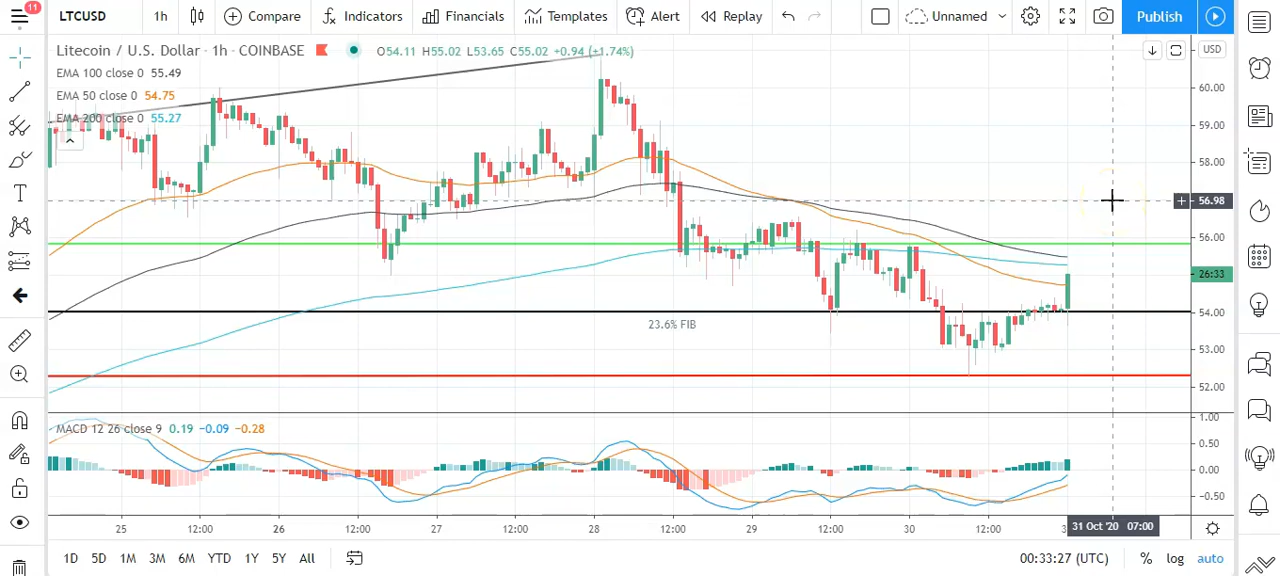 11
LTCUSD 1h Compare Indicators Financials Templates Alert Replay Unnamed Publish
Litecoin / U.S. Dollar · 1h · COINBASE O54.11 H55.02 L53.65 C55.02 +0.94 (+1.74%) USD
EMA 100 close 0 55.49
60.00
EMA 50 close 0 54.75
EMA 200 close 0 55.27
59.00
58.00
T
+ 56.98
56.00
26:33
54.00
23.6% FIB
53.00
52.00
1.00
MACD 12 26 close 9 0.19 −0.09 −0.28
0.50
0.00
−0.50
25 12:00 26 12:00 27 12:00 28 12:00 29 12:00 30 12:00 31 Oct '20 07:00
1D 5D 1M 3M 6M YTD 1Y 5Y All 00:33:27 (UTC) % log auto